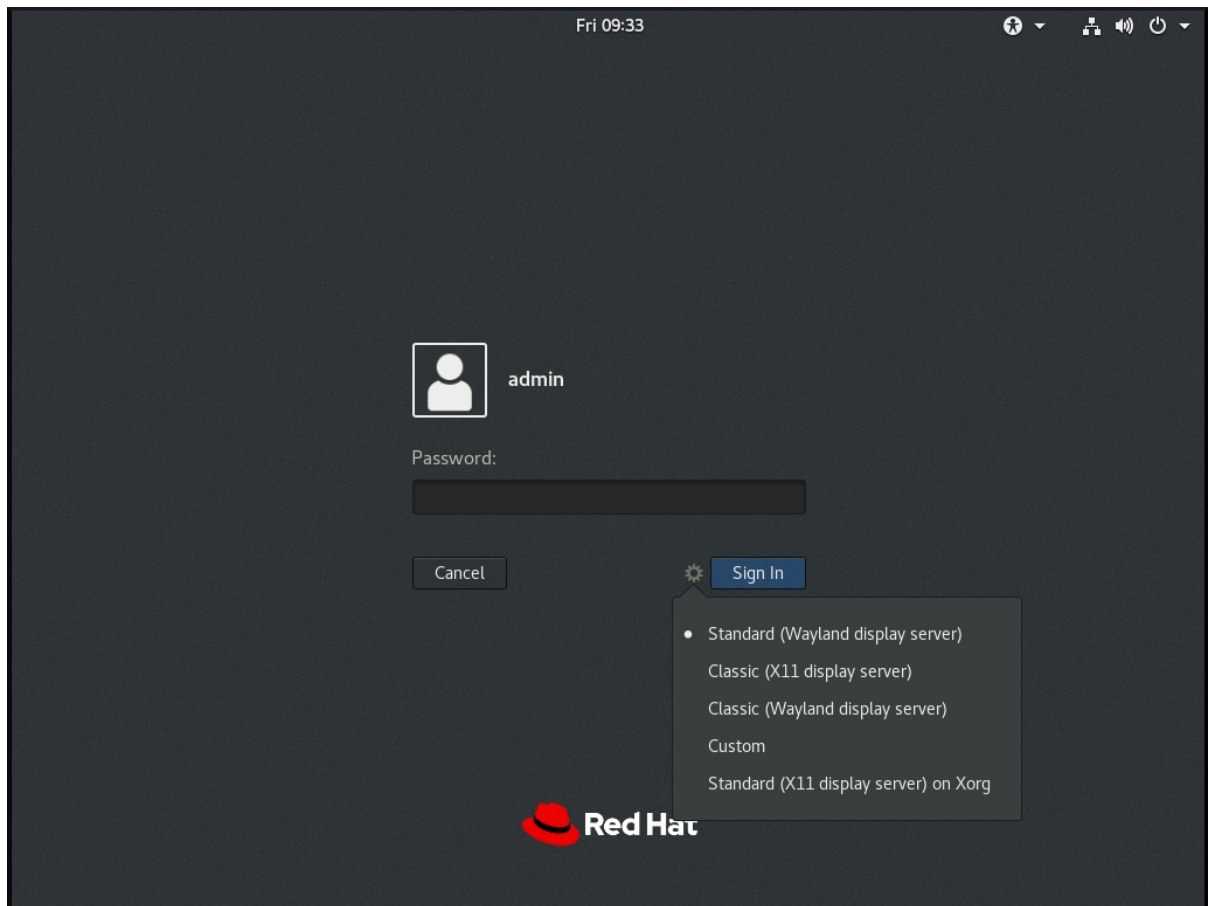 Fri 09:33
admin
Password:
Cancel
Sign In
Standard (Wayland display server)
Classic (X11 display server)
Classic (Wayland display server)
Custom
Standard (X11 display server) on Xorg
Red Hat